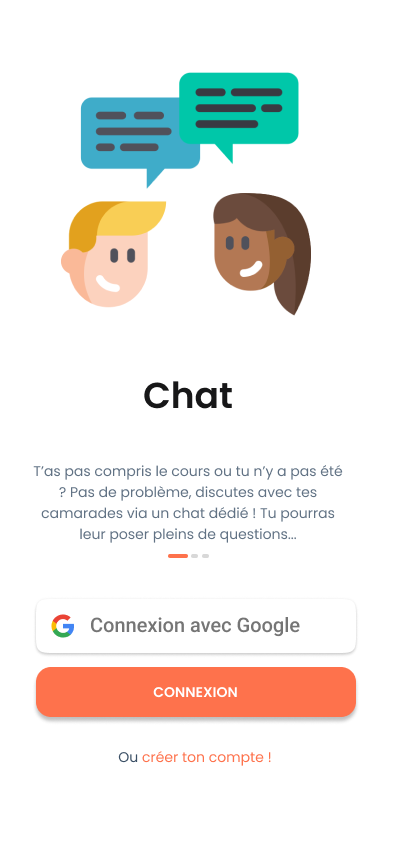 Chat
T’as pas compris le cours ou tu n’y a pas été
? Pas de problème, discutes avec tes
camarades via un chat dédié ! Tu pourras
leur poser pleins de questions...
Connexion avec Google
CONNEXION
Ou créer ton compte !